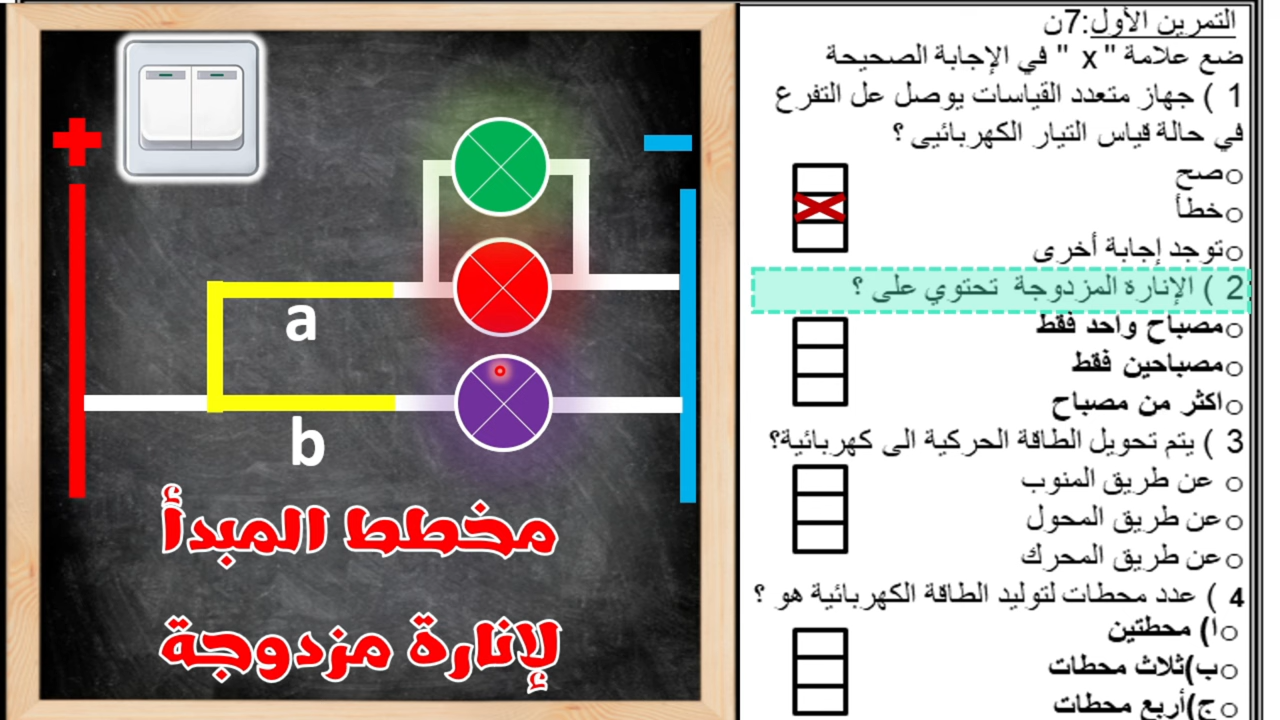 التمرين الأول:7ن
ضع علامة " x " في الإجابة الصحيحة
1 ) جهاز متعدد القياسات يوصل عل التفرع
في حالة قياس التيار الكهربائيى ؟
صح
خطأ
توجد إجابة أخرى
2 ) الإنارة المزدوجة تحتوي على ؟
مصباح واحد فقط
مصباحين فقط
اكثر من مصباح
3 ) يتم تحويل الطاقة الحركية الى كهربائية؟
عن طريق المنوب
عن طريق المحول
عن طريق المحرك
4 ) عدد محطات لتوليد الطاقة الكهربائية هو ؟
ا) محطتين
ب)ثلاث محطات
ج)أربع محطات
+
-
a
b
مخطط المبدأ
لإنارة مزدوجة